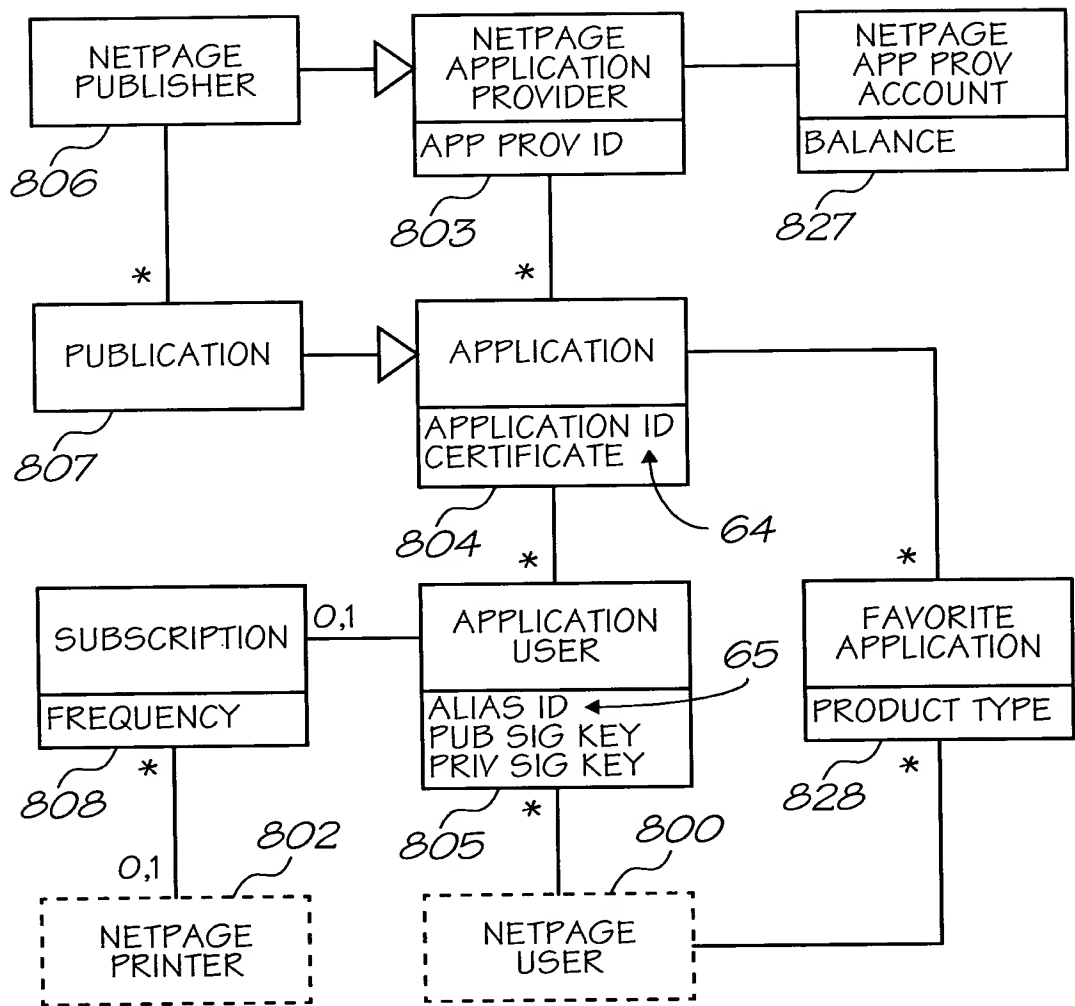 NETPAGE
PUBLISHER
806
NETPAGE
APPLICATION
PROVIDER
APP PROV ID
803
NETPAGE
APP PROV
ACCOUNT
BALANCE
827
*
*
PUBLICATION
807
APPLICATION
APPLICATION ID
CERTIFICATE
64
804
*
*
SUBSCRIPTION
FREQUENCY
808
*
0,1
APPLICATION
USER
ALIAS ID
PUB SIG KEY
PRIV SIG KEY
65
805
*
FAVORITE
APPLICATION
PRODUCT TYPE
828
*
0,1
802
NETPAGE
PRINTER
800
NETPAGE
USER